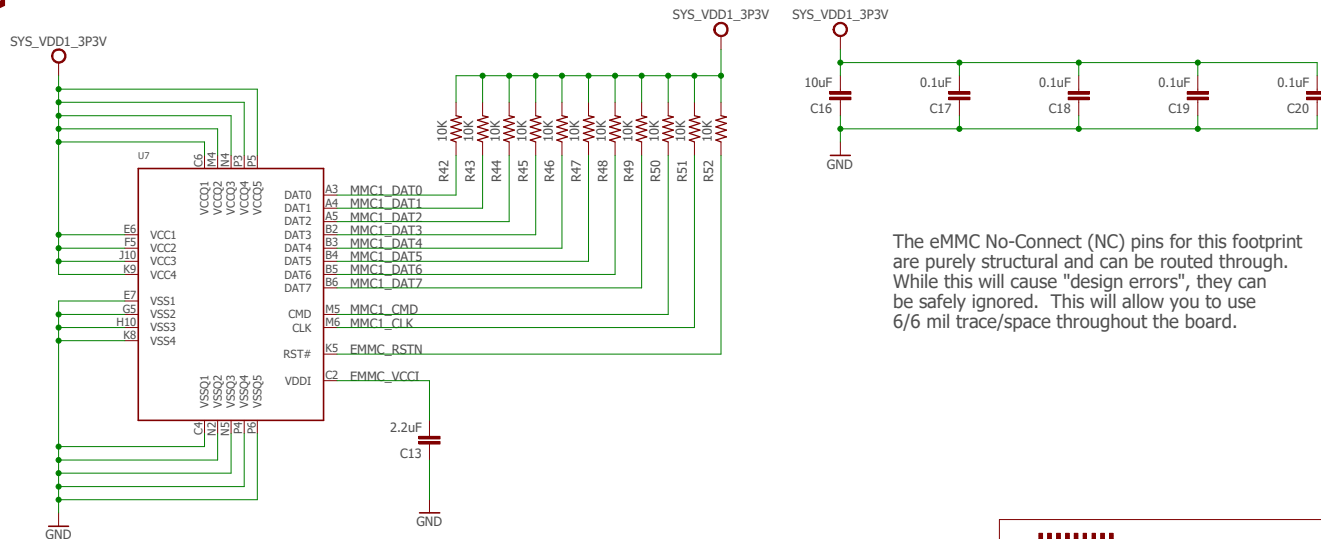 SYS_VDD1_3P3V
SYS_VDD1_3P3V
SYS_VDD1_3P3V
10uF
C16
0.1uF
C17
0.1uF
C18
0.1uF
C19
0.1uF
C20
GND
10K
10K
10K
10K
10K
10K
10K
10K
10K
10K
10K
R42
R43
R44
R45
R46
R47
R48
R49
R50
R51
R52
U7
C6
M4
N4
P3
P5
VCCQ1
VCCQ2
VCCQ3
VCCQ4
VCCQ5
E6 VCC1
F5 VCC2
J10 VCC3
K9 VCC4
E7 VSS1
G5 VSS2
H10 VSS3
K8 VSS4
DAT0 A3 MMC1_DAT0
DAT1 A4 MMC1_DAT1
DAT2 A5 MMC1_DAT2
DAT3 B2 MMC1_DAT3
DAT4 B3 MMC1_DAT4
DAT5 B4 MMC1_DAT5
DAT6 B5 MMC1_DAT6
DAT7 B6 MMC1_DAT7
CMD M5 MMC1_CMD
CLK M6 MMC1_CLK
RST# K5 EMMC_RSTN
VDDI C2 EMMC_VCCI
VSSQ1
VSSQ2
VSSQ3
VSSQ4
VSSQ5
C4
N2
N5
P4
P6
2.2uF
C13
GND
GND
The eMMC No-Connect (NC) pins for this footprint
are purely structural and can be routed through.
While this will cause "design errors", they can
be safely ignored. This will allow you to use
6/6 mil trace/space throughout the board.